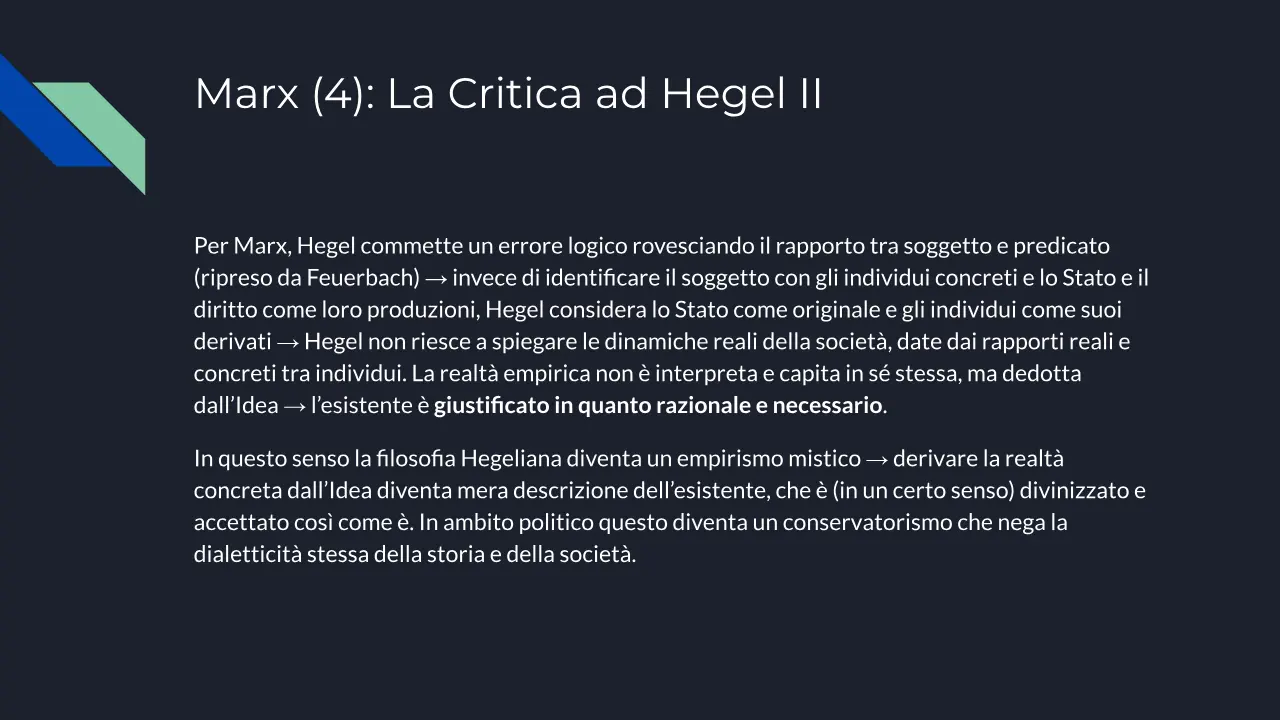 Marx (4): La Critica ad Hegel II
Per Marx, Hegel commette un errore logico rovesciando il rapporto tra soggetto e predicato
(ripreso da Feuerbach) → invece di identificare il soggetto con gli individui concreti e lo Stato e il
diritto come loro produzioni, Hegel considera lo Stato come originale e gli individui come suoi
derivati → Hegel non riesce a spiegare le dinamiche reali della società, date dai rapporti reali e
concreti tra individui. La realtà empirica non è interpreta e capita in sé stessa, ma dedotta
dall’Idea → l’esistente è giustificato in quanto razionale e necessario.
In questo senso la filosofia Hegeliana diventa un empirismo mistico → derivare la realtà
concreta dall’Idea diventa mera descrizione dell’esistente, che è (in un certo senso) divinizzato e
accettato così come è. In ambito politico questo diventa un conservatorismo che nega la
dialetticità stessa della storia e della società.